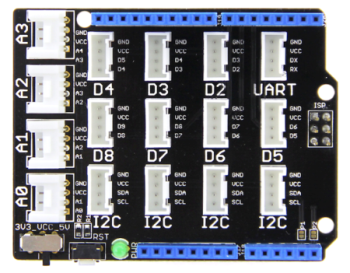 A3
GND
VCC
A4
A3
GND
VCC
D5
D4
GND
VCC
D4
D3
GND
VCC
D3
D2
GND
VCC
DX
RX
A2
GND
VCC
A3
A2
D4
D3
D2
UART
ISP
A1
GND
VCC
A2
A1
GND
VCC
D9
D8
GND
VCC
D8
D7
GND
VCC
D7
D6
GND
VCC
D6
D5
D8
D7
D6
D5
A0
GND
VCC
A1
A0
GND
VCC
SDA
SCL
GND
VCC
SDA
SCL
GND
VCC
SDA
SCL
GND
VCC
SDA
SCL
I2C
I2C
I2C
I2C
3V3_VCC_5V
RST
PWR